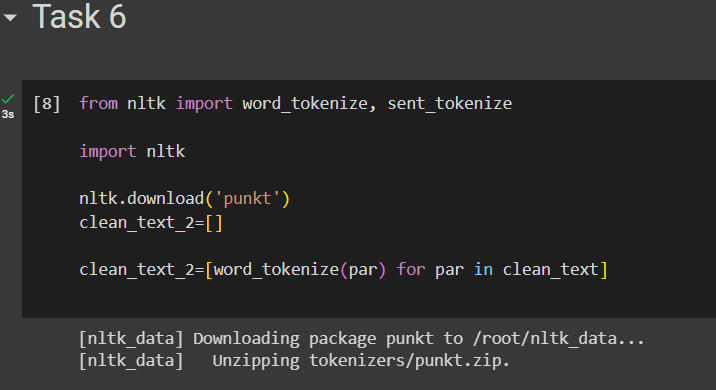 Task 6
3s
[8] from nltk import word_tokenize, sent_tokenize
import nltk
nltk.download('punkt')
clean_text_2=[]
clean_text_2=[word_tokenize(par) for par in clean_text]
[nltk_data] Downloading package punkt to /root/nltk_data...
[nltk_data]   Unzipping tokenizers/punkt.zip.